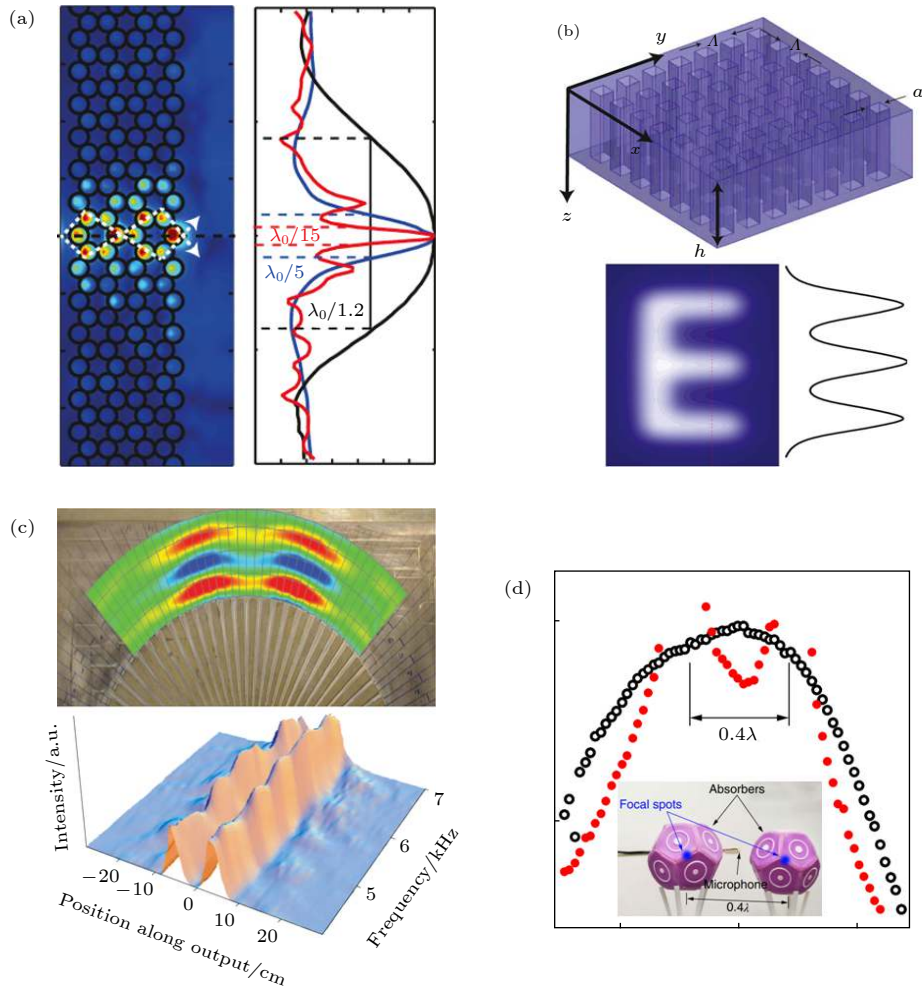 (a)
λ₀/15
λ₀/5
λ₀/1.2
(b)
y
Λ
Λ
a
x
z
h
(c)
Intensity/a.u.
−20
−10
0
10
20
Position along output/cm
5
6
7
Frequency/kHz
(d)
0.4λ
Absorbers
Focal spots
Microphone
0.4λ